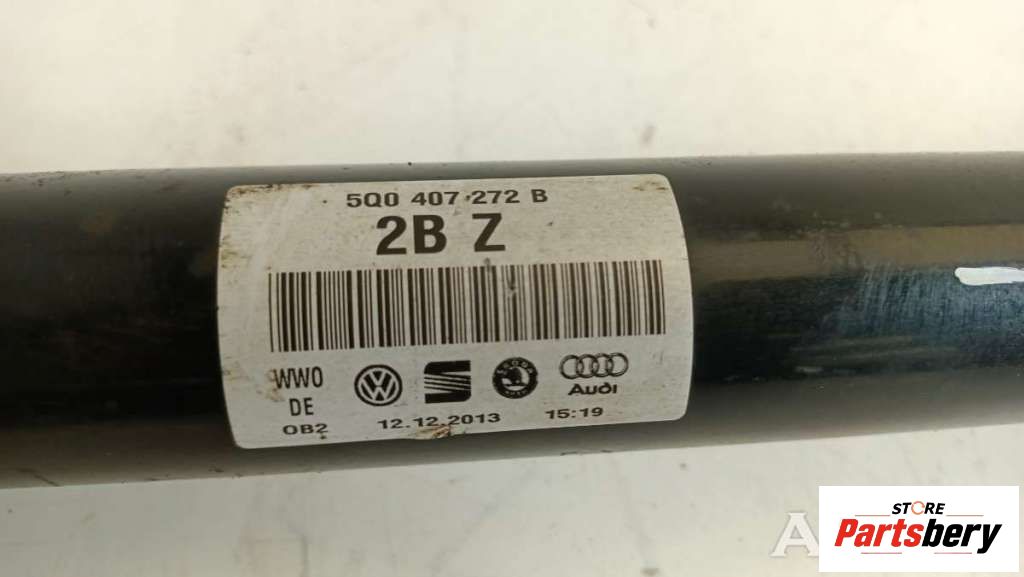 5Q0 407 272 B
2B Z
WW0
DE
OB2
Audi
12.12.2013
15:19
STORE
Partsbery